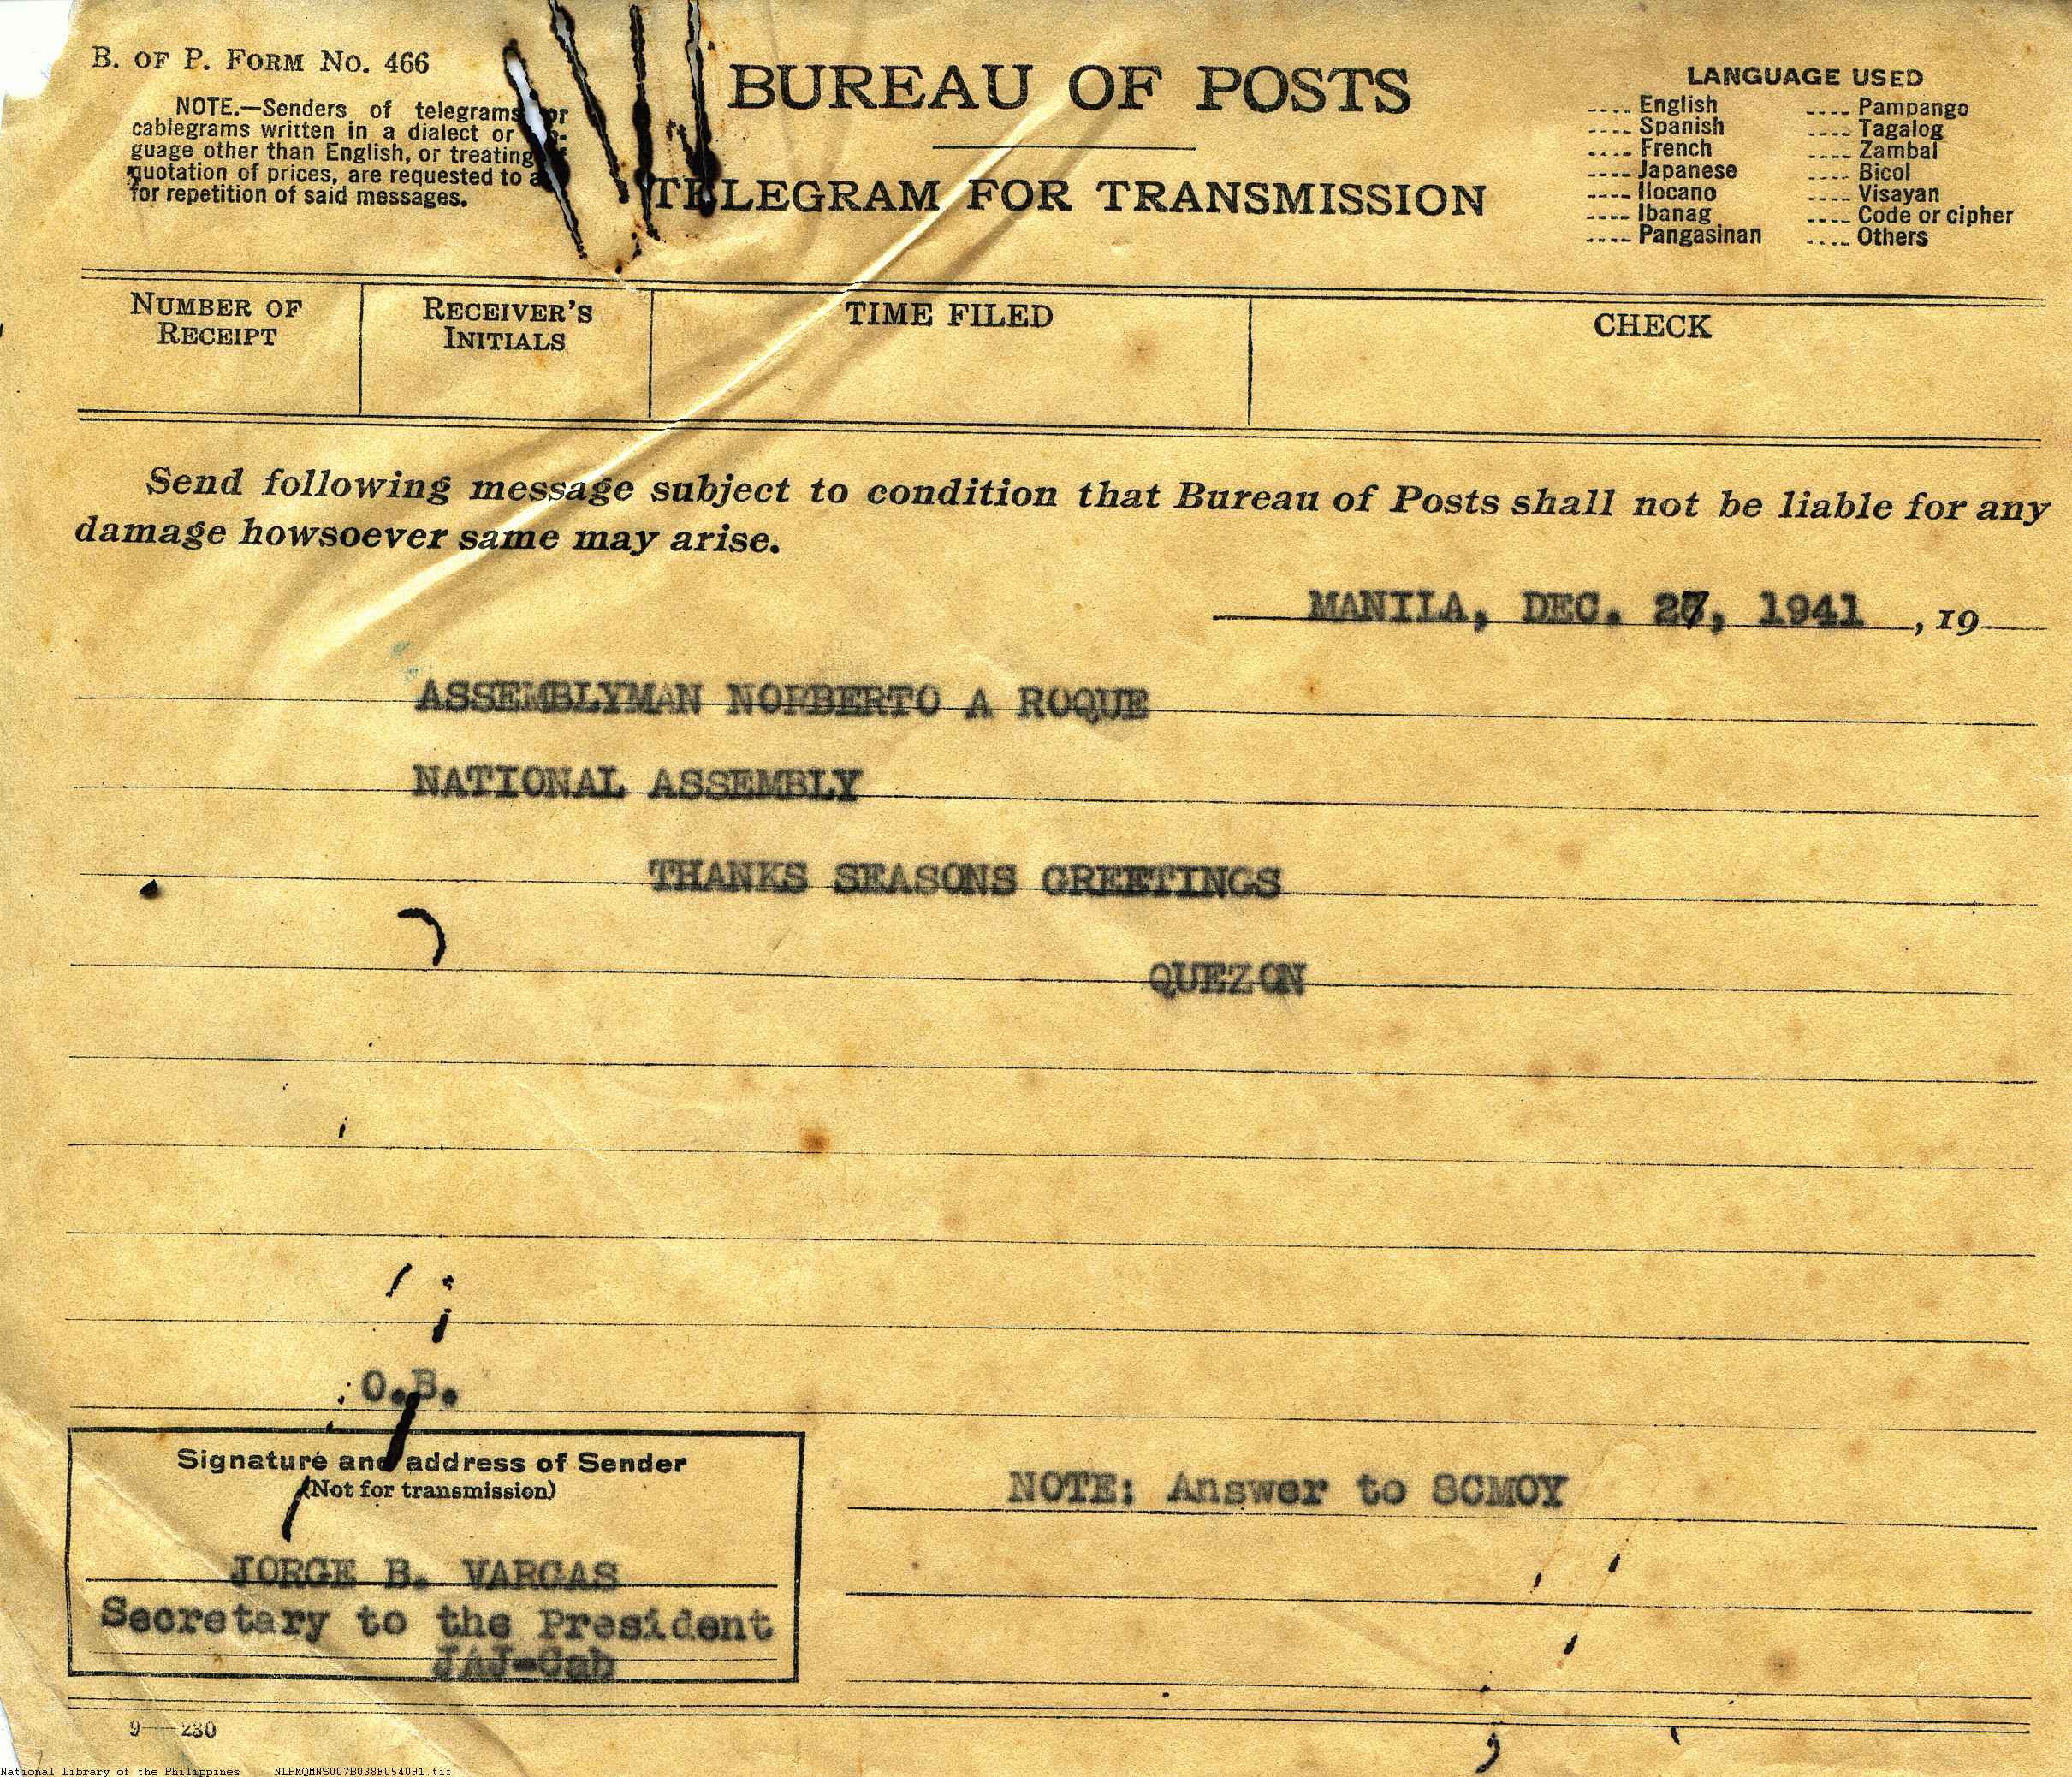 B. OF P. FORM NO. 466
NOTE.—Senders of telegrams or
cablegrams written in a dialect or
guage other than English, or treating
quotation of prices, are requested to
for repetition of said messages.
BUREAU OF POSTS
TELEGRAM FOR TRANSMISSION
LANGUAGE USED
.... English
.... Spanish
.... French
.... Japanese
.... Ilocano
.... Ibanag
.... Pangasinan
.... Pampango
.... Tagalog
.... Zambal
.... Bicol
.... Visayan
.... Code or cipher
.... Others
NUMBER OF
RECEIPT
RECEIVER'S
INITIALS
TIME FILED
CHECK
Send following message subject to condition that Bureau of Posts shall not be liable for any
damage howsoever same may arise.
MANILA, DEC. 27, 1941 , 19
ASSEMBLYMAN NORBERTO A ROQUE
NATIONAL ASSEMBLY
THANKS SEASONS GREETINGS
QUEZON
O.B.
Signature and address of Sender
(Not for transmission)
JORGE B. VARGAS
Secretary to the President
JAJ-Cab
NOTE: Answer to 8CMOY
9—230
National Library of the Philippines NLPMQMNS007B038F054091.tif